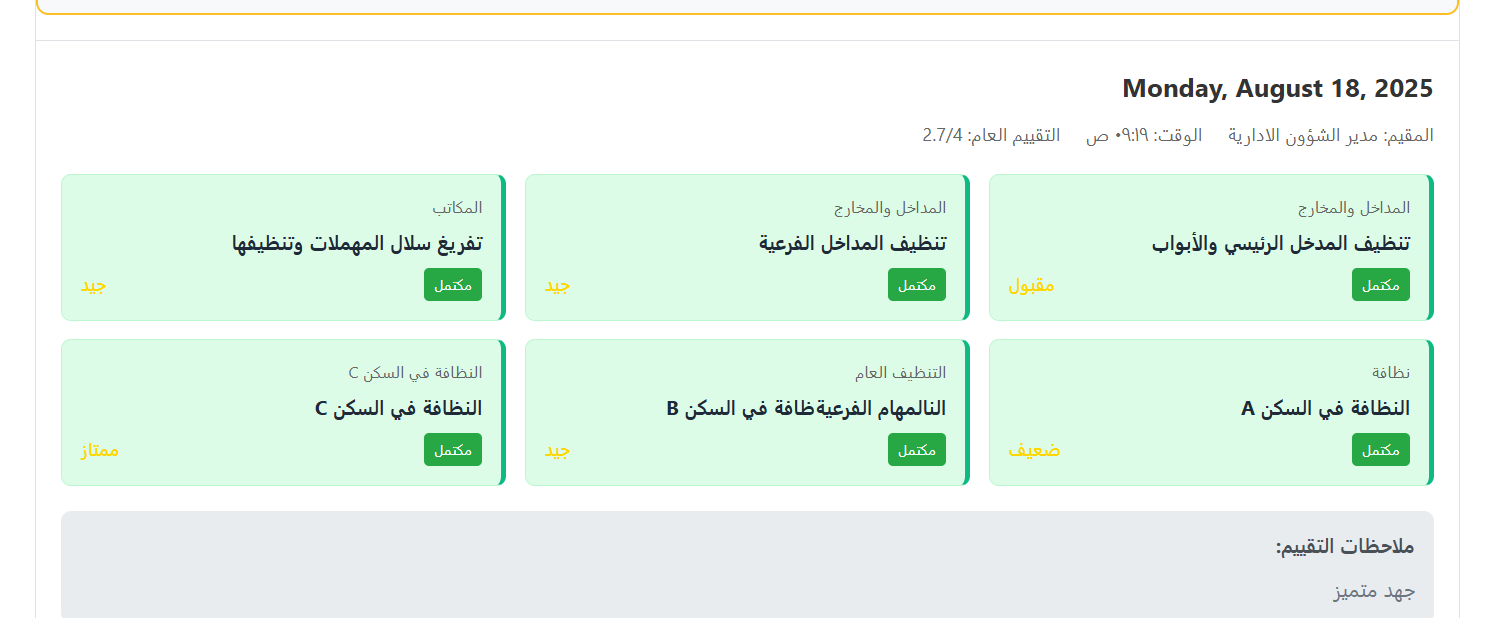 Monday, August 18, 2025
المقيم: مدير الشؤون الادارية الوقت: ٠٩:١٩ ص التقييم العام: 2.7/4
المداخل والمخارج
تنظيف المدخل الرئيسي والأبواب
مكتمل
مقبول
المداخل والمخارج
تنظيف المداخل الفرعية
مكتمل
جيد
المكاتب
تفريغ سلال المهملات وتنظيفها
مكتمل
جيد
نظافة
النظافة في السكن A
مكتمل
ضعيف
التنظيف العام
النالمهام الفرعيةظافة في السكن B
مكتمل
جيد
النظافة في السكن C
النظافة في السكن C
مكتمل
ممتاز
ملاحظات التقييم:
جهد متميز